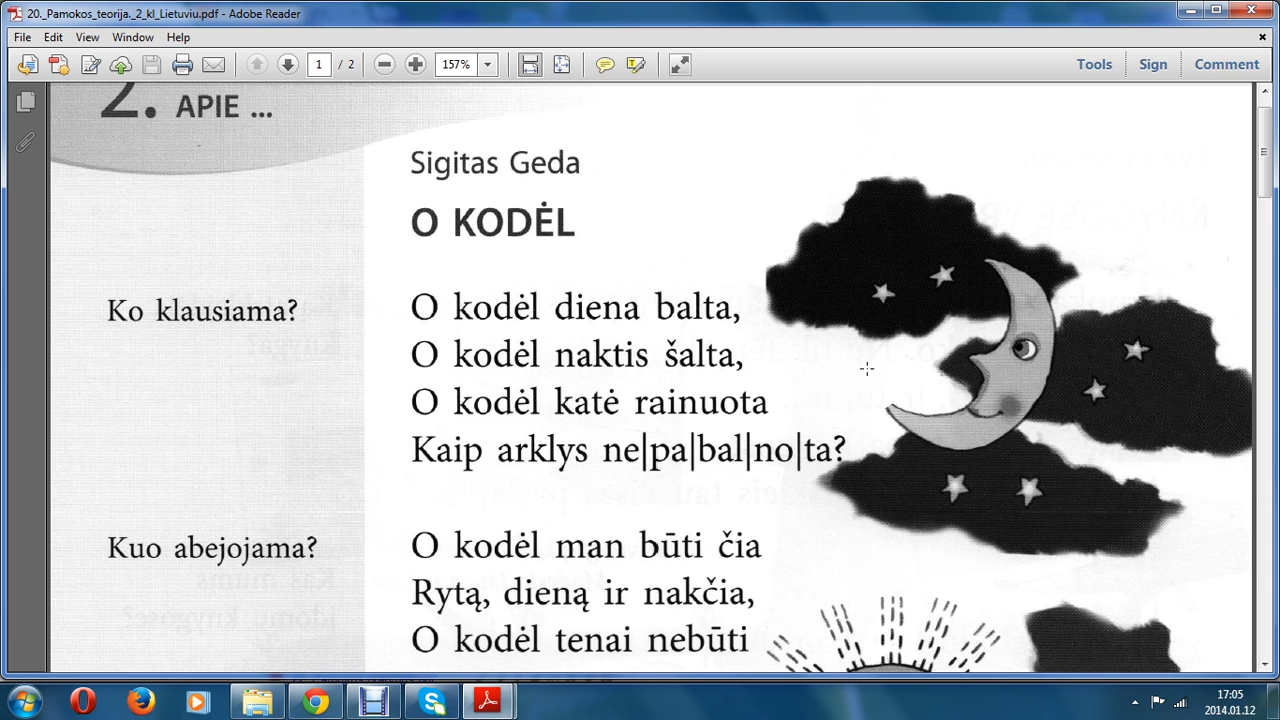 20._Pamokos_teorija._2_kl_Lietuviu.pdf - Adobe Reader
File Edit View Window Help
1 / 2 157% Tools Sign Comment
2. APIE ...
Sigitas Geda
O KODĖL
Ko klausiama?
O kodėl diena balta,
O kodėl naktis šalta,
O kodėl katė rainuota
Kaip arklys ne|pa|bal|no|ta?
Kuo abejojama?
O kodėl man būti čia
Rytą, dieną ir nakčia,
O kodėl tenai nebūti
17:05
2014.01.12